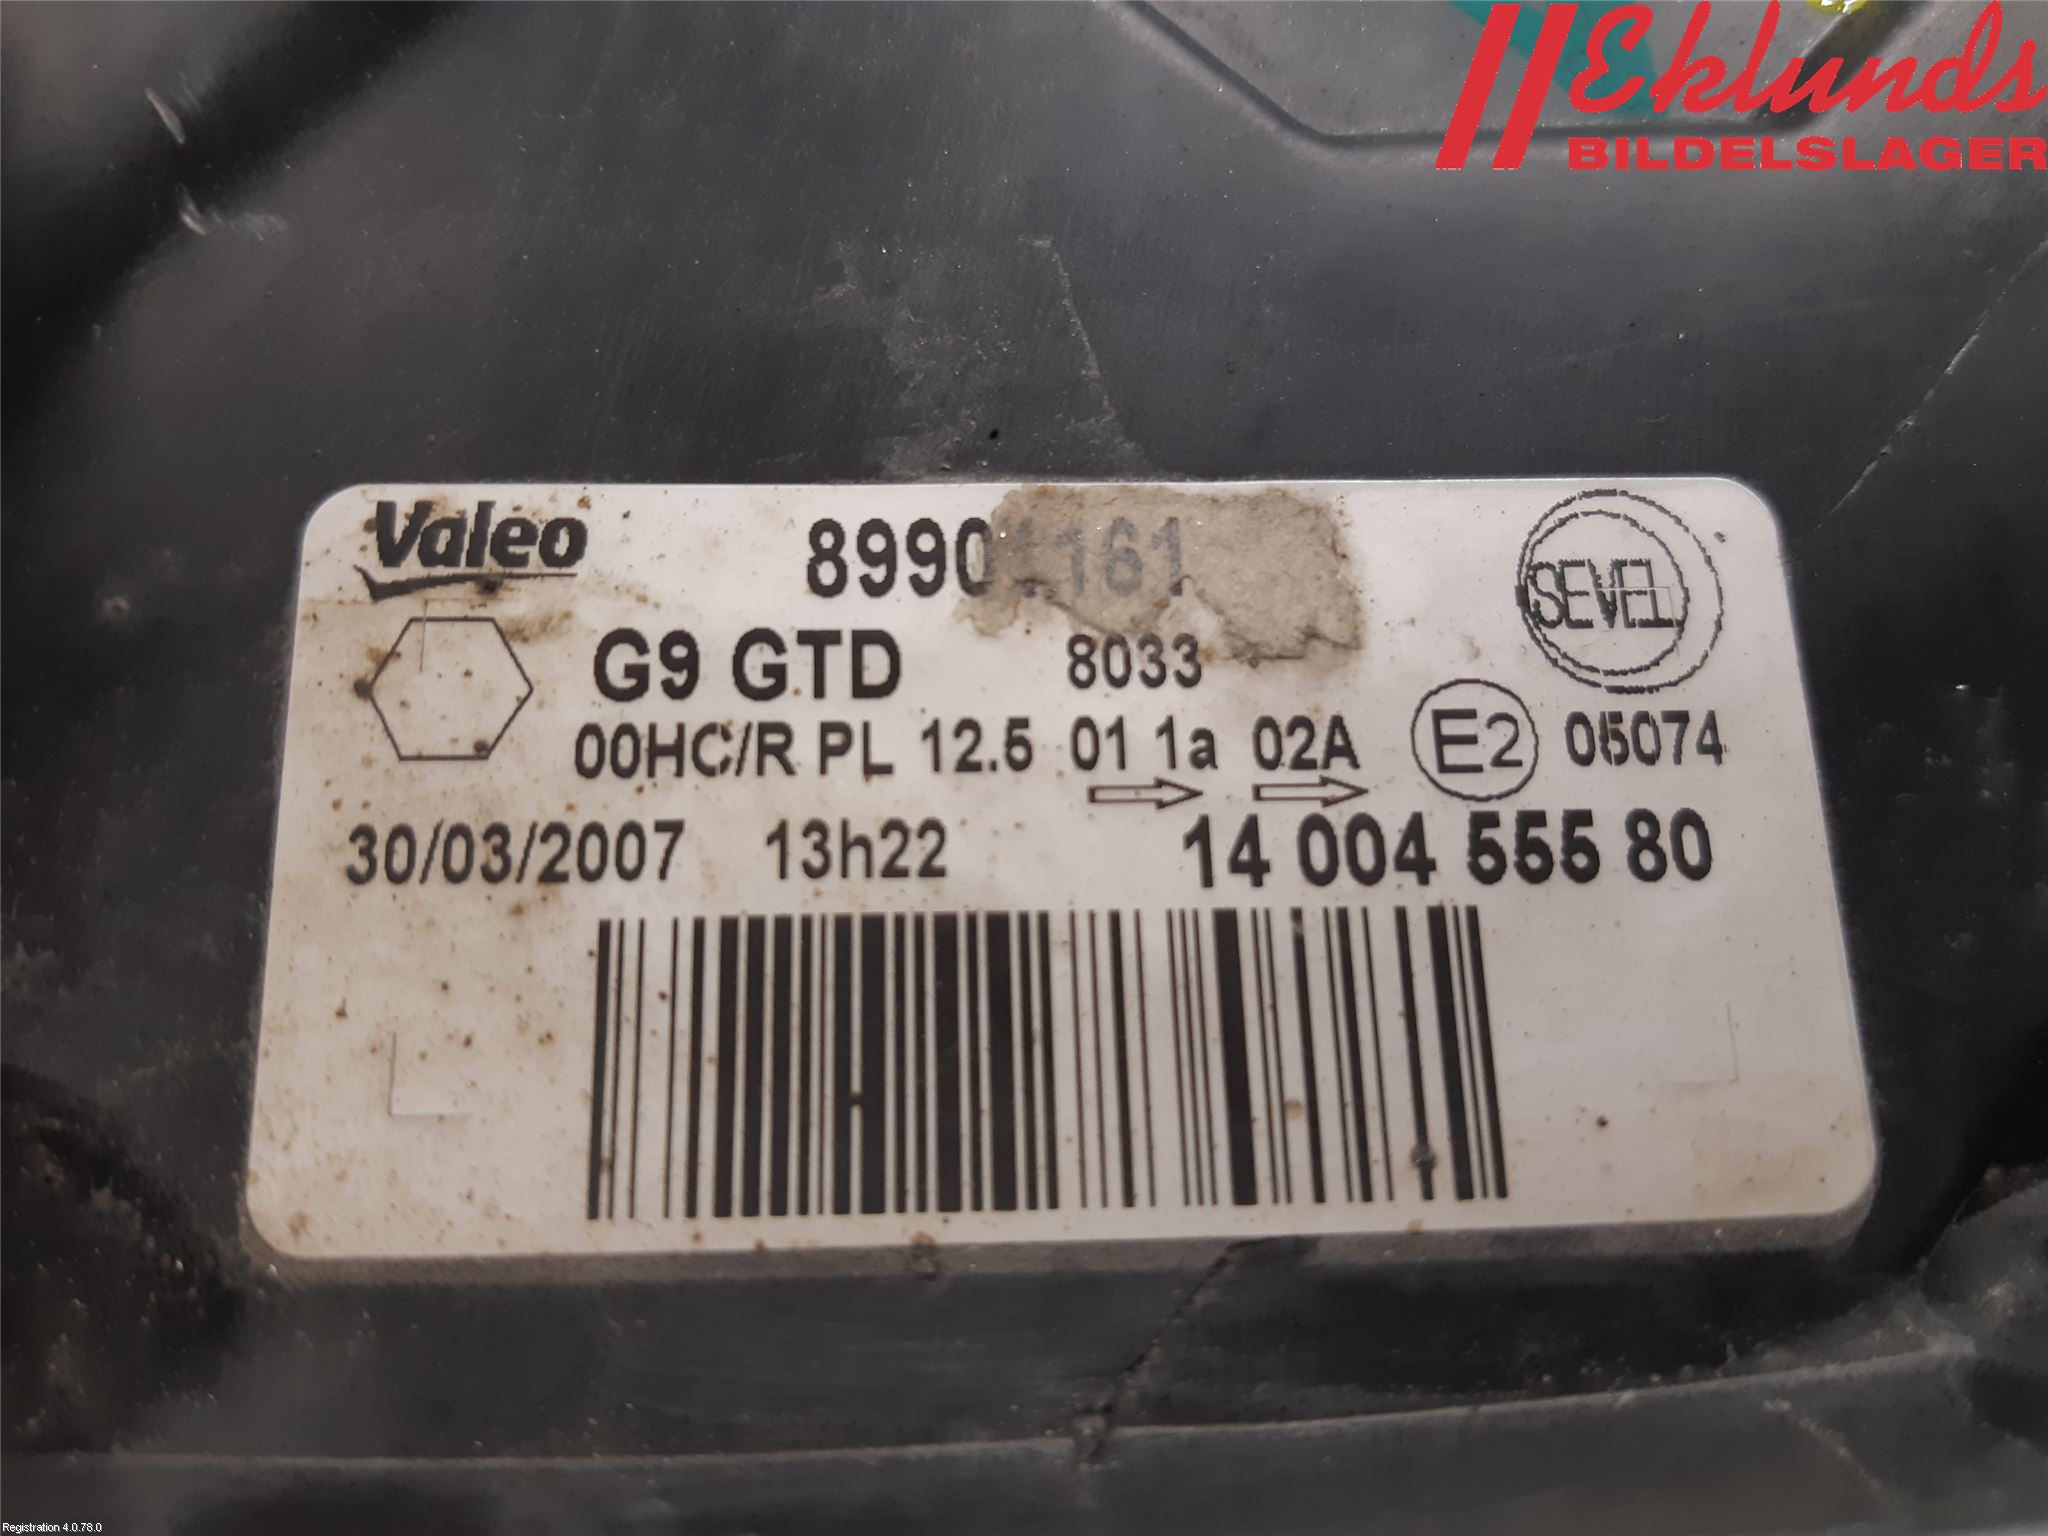 Eklunds
BILDELSLAGER
Valeo
89901161
SEVEL
G9 GTD 8033
00HC/R PL 12.5 01 1a 02A E2 05074
30/03/2007 13h22 14 004 555 80
Registration 4.0.78.0